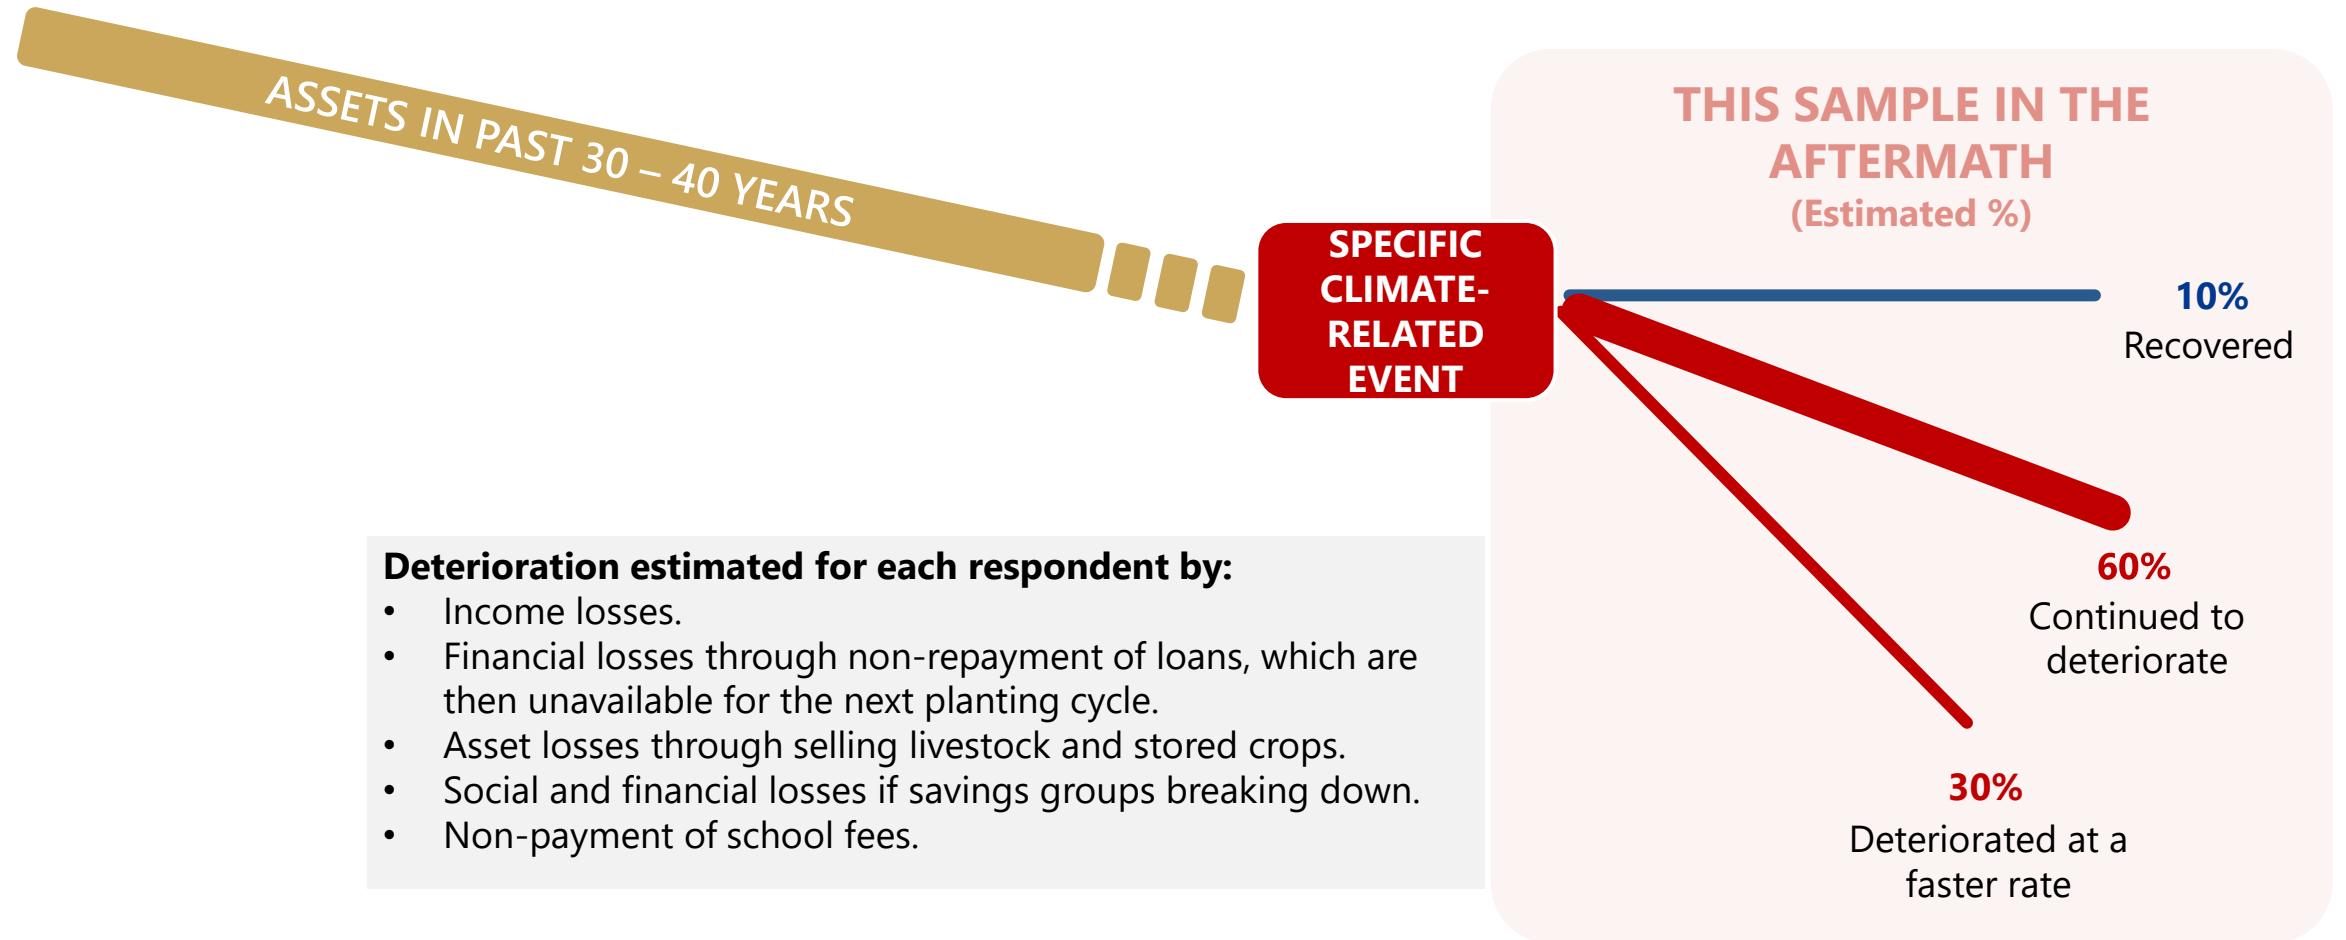 ASSETS IN PAST 30 – 40 YEARS
SPECIFIC
CLIMATE-
RELATED
EVENT
THIS SAMPLE IN THE
AFTERMATH
(Estimated %)
10%
Recovered
60%
Continued to
deteriorate
30%
Deteriorated at a
faster rate
Deterioration estimated for each respondent by:
• Income losses.
• Financial losses through non-repayment of loans, which are
then unavailable for the next planting cycle.
• Asset losses through selling livestock and stored crops.
• Social and financial losses if savings groups breaking down.
• Non-payment of school fees.